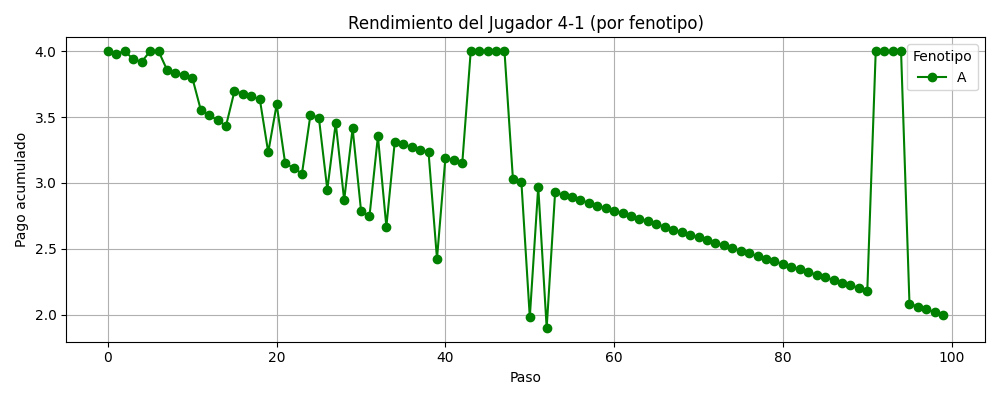 Rendimiento del Jugador 4-1 (por fenotipo)
Pago acumulado
4.0
3.5
3.0
2.5
2.0
Fenotipo
A
0 20 40 60 80 100
Paso